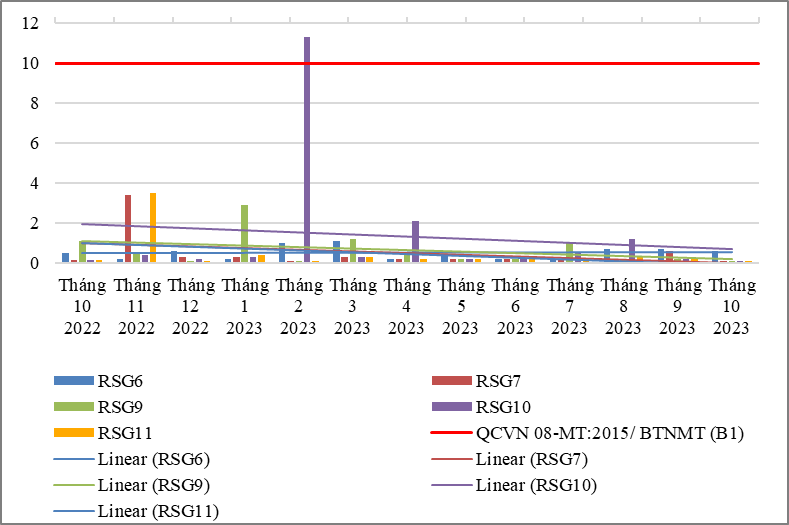 12
10
8
6
4
2
0
Tháng Tháng Tháng Tháng Tháng Tháng Tháng Tháng Tháng Tháng Tháng Tháng Tháng
10 11 12 1 2 3 4 5 6 7 8 9 10
2022 2022 2022 2023 2023 2023 2023 2023 2023 2023 2023 2023 2023
RSG6 RSG7
RSG9 RSG10
RSG11 QCVN 08-MT:2015/ BTNMT (B1)
Linear (RSG6) Linear (RSG7)
Linear (RSG9) Linear (RSG10)
Linear (RSG11)